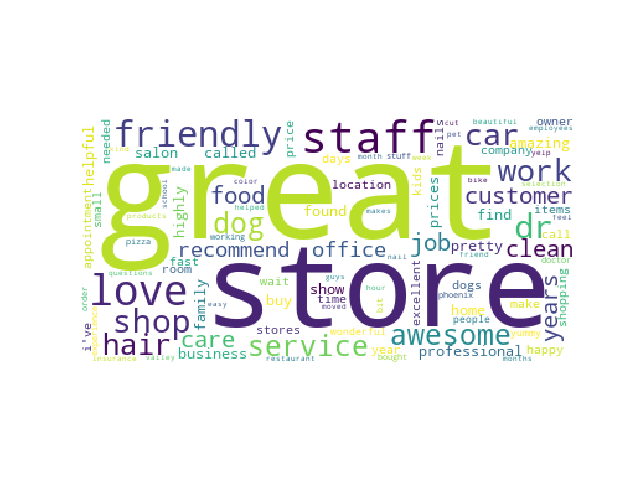 great
store
staff
friendly
love
shop
hair
service
awesome
car
work
customer
dr
clean
job
years
dog
food
recommend
office
care
business
professional
pretty
salon
called
highly
found
days
location
show
time
buy
home
dogs
people
make
find
items
prices
kids
company
amazing
owner
call
happy
shopping
excellent
year
wonderful
stores
wait
family
fast
room
small
appointment
helpful
needed
i've
price
nails
stuff
month
makes
working
helped
color
school
made
products
pizza
questions
order
insurance
valley
easy
guys
hour
bit
moved
bought
restaurant
friend
nail
phoenix
months
yummy
doctor
feel
selection
bike
week
pet
cut
beautiful
yelp
employees